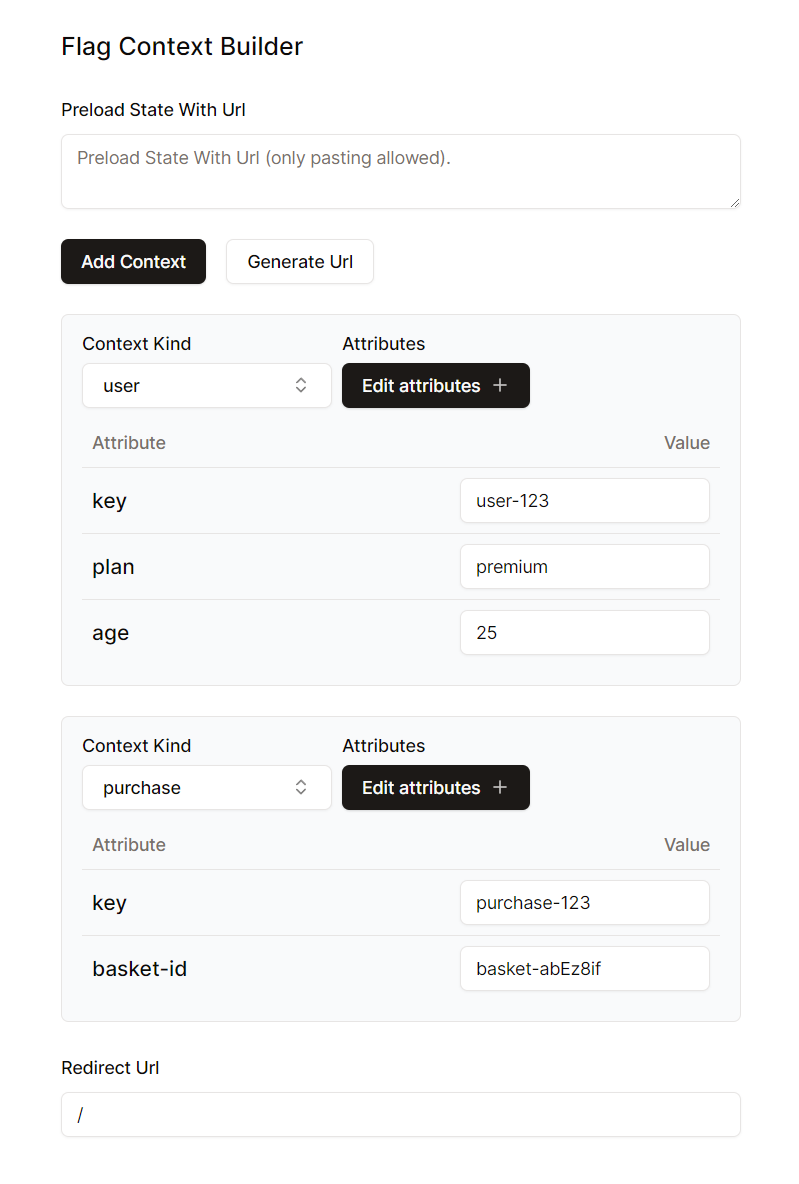 Flag Context Builder
Preload State With Url
Preload State With Url (only pasting allowed).
Add Context Generate Url
Context Kind Attributes
user Edit attributes
Attribute Value
key user-123
plan premium
age 25
Context Kind Attributes
purchase Edit attributes
Attribute Value
key purchase-123
basket-id basket-abEz8if
Redirect Url
/